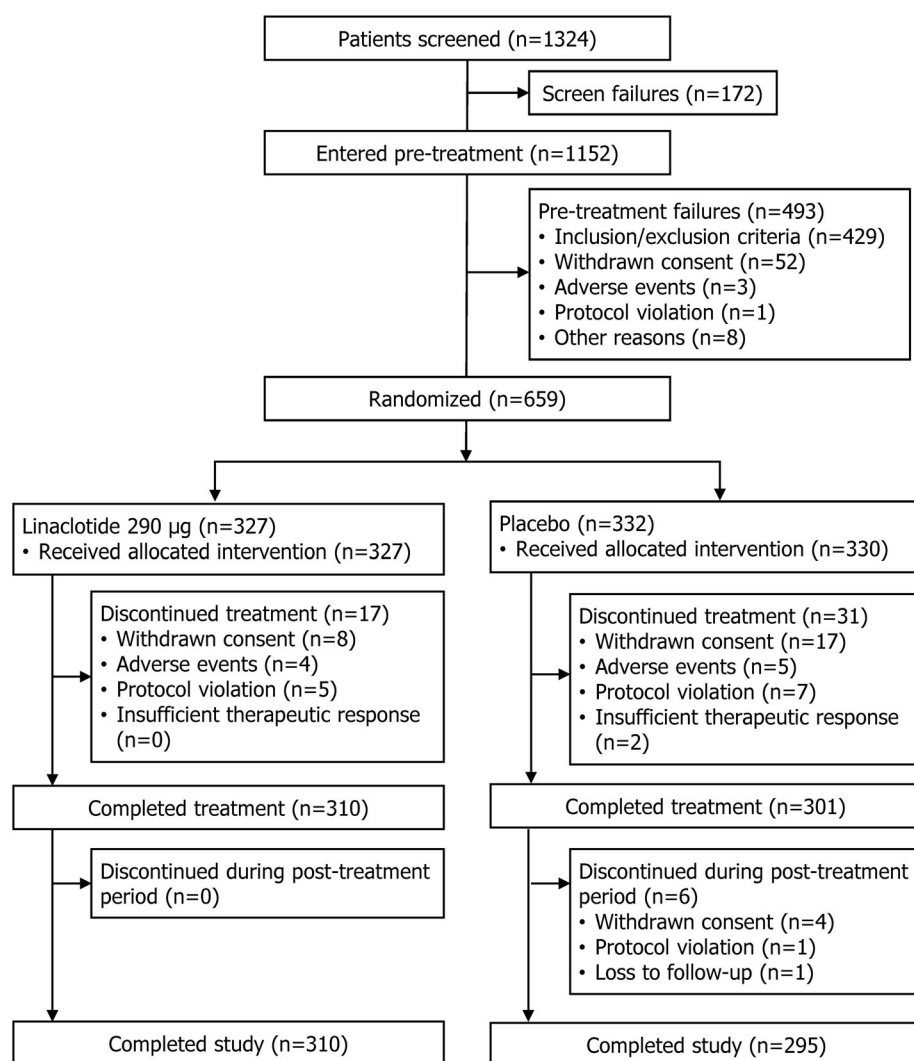 Patients screened (n=1324)
Screen failures (n=172)
Entered pre-treatment (n=1152)
Pre-treatment failures (n=493)
• Inclusion/exclusion criteria (n=429)
• Withdrawn consent (n=52)
• Adverse events (n=3)
• Protocol violation (n=1)
• Other reasons (n=8)
Randomized (n=659)
Linaclotide 290 µg (n=327)
• Received allocated intervention (n=327)
Discontinued treatment (n=17)
• Withdrawn consent (n=8)
• Adverse events (n=4)
• Protocol violation (n=5)
• Insufficient therapeutic response
(n=0)
Completed treatment (n=310)
Discontinued during post-treatment
period (n=0)
Completed study (n=310)
Placebo (n=332)
• Received allocated intervention (n=330)
Discontinued treatment (n=31)
• Withdrawn consent (n=17)
• Adverse events (n=5)
• Protocol violation (n=7)
• Insufficient therapeutic response
(n=2)
Completed treatment (n=301)
Discontinued during post-treatment
period (n=6)
• Withdrawn consent (n=4)
• Protocol violation (n=1)
• Loss to follow-up (n=1)
Completed study (n=295)